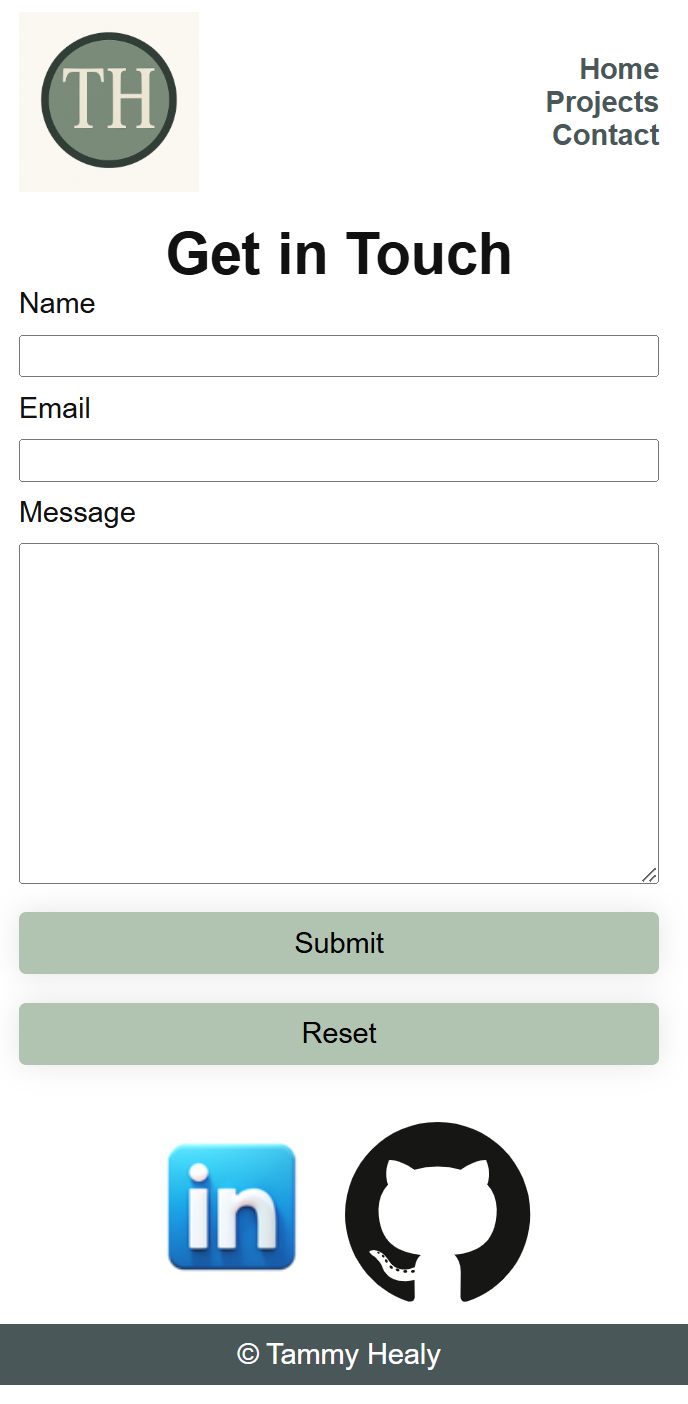 TH
Home
Projects
Contact
Get in Touch
Name
Email
Message
Submit
Reset
in
© Tammy Healy